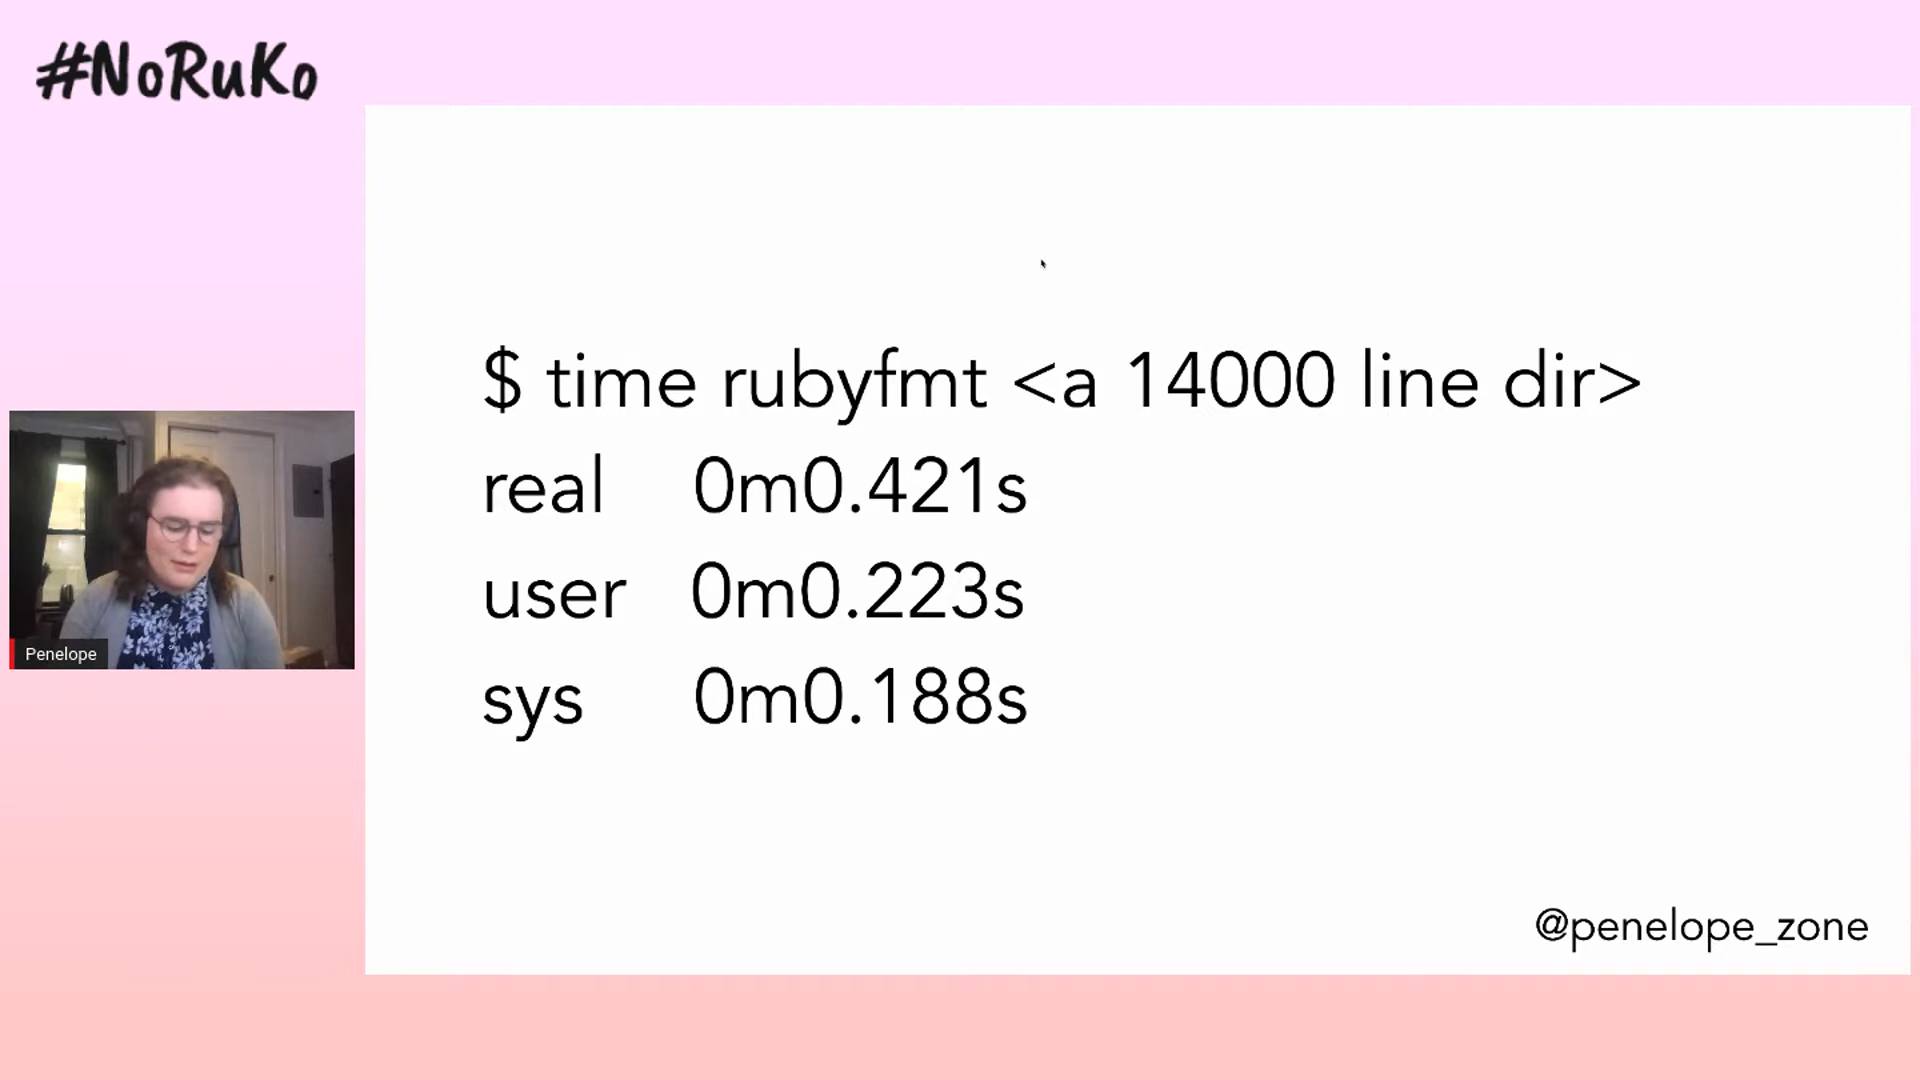 #NoRuKo
$ time rubyfmt <a 14000 line dir>
real 0m0.421s
user 0m0.223s
sys 0m0.188s
Penelope
@penelope_zone